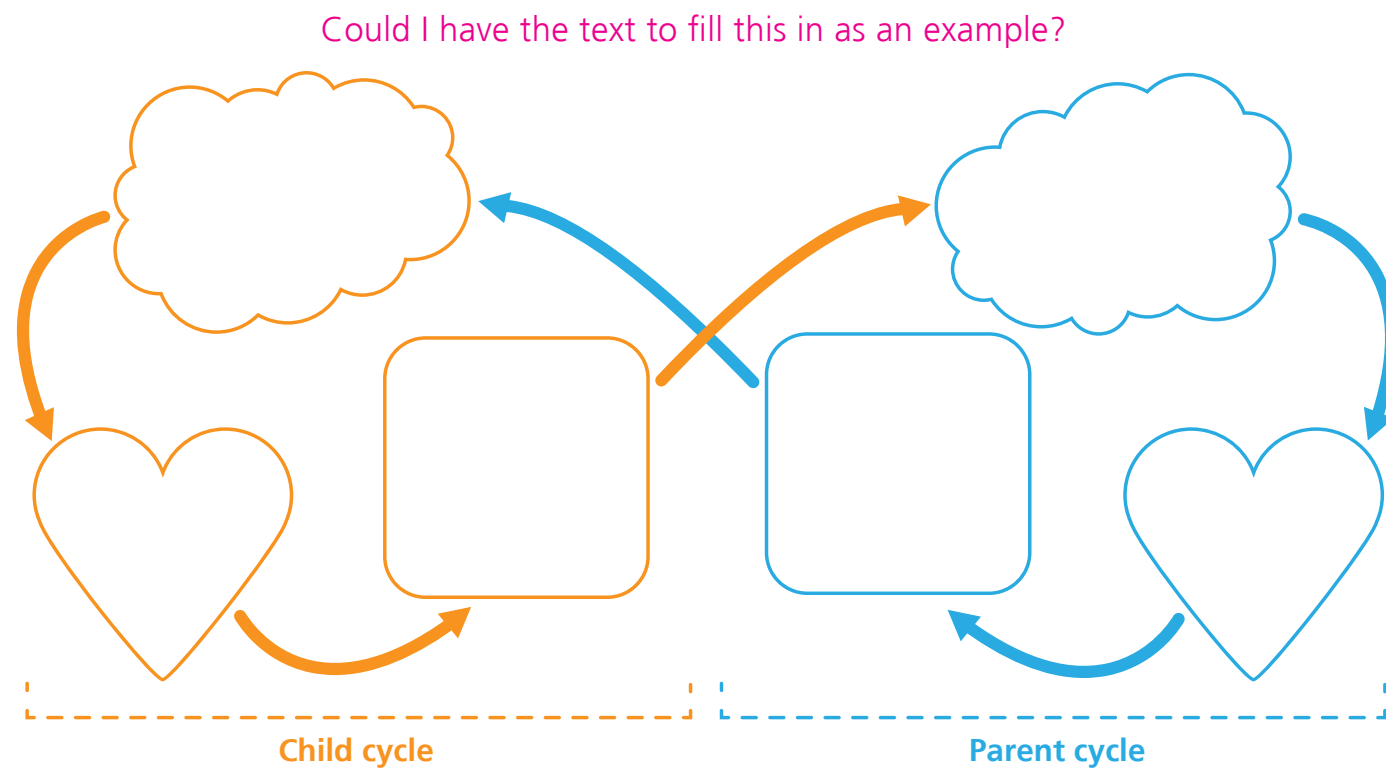 Could I have the text to fill this in as an example?
Child cycle
Parent cycle